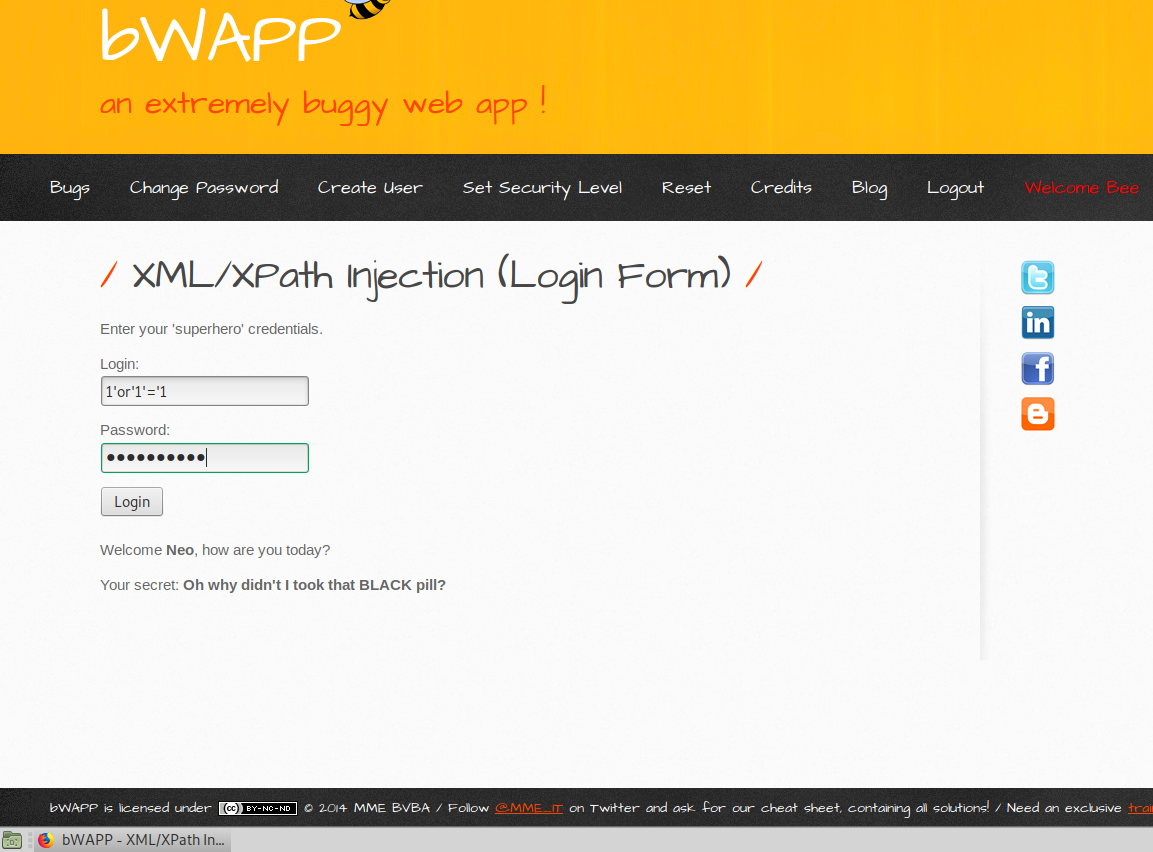 bWAPP
an extremely buggy web app !
Bugs Change Password Create User Set Security Level Reset Credits Blog Logout Welcome Bee
/ XML/XPath Injection (Login Form) /
Enter your 'superhero' credentials.
Login:
1'or'1'='1
Password:
●●●●●●●●●●
Login
Welcome Neo, how are you today?
Your secret: Oh why didn't I took that BLACK pill?
in
f
bWAPP is licensed under (cc) BY-NC-ND © 2014 MME BVBA / Follow @MME_IT on Twitter and ask for our cheat sheet, containing all solutions! / Need an exclusive
bWAPP - XML/XPath In...